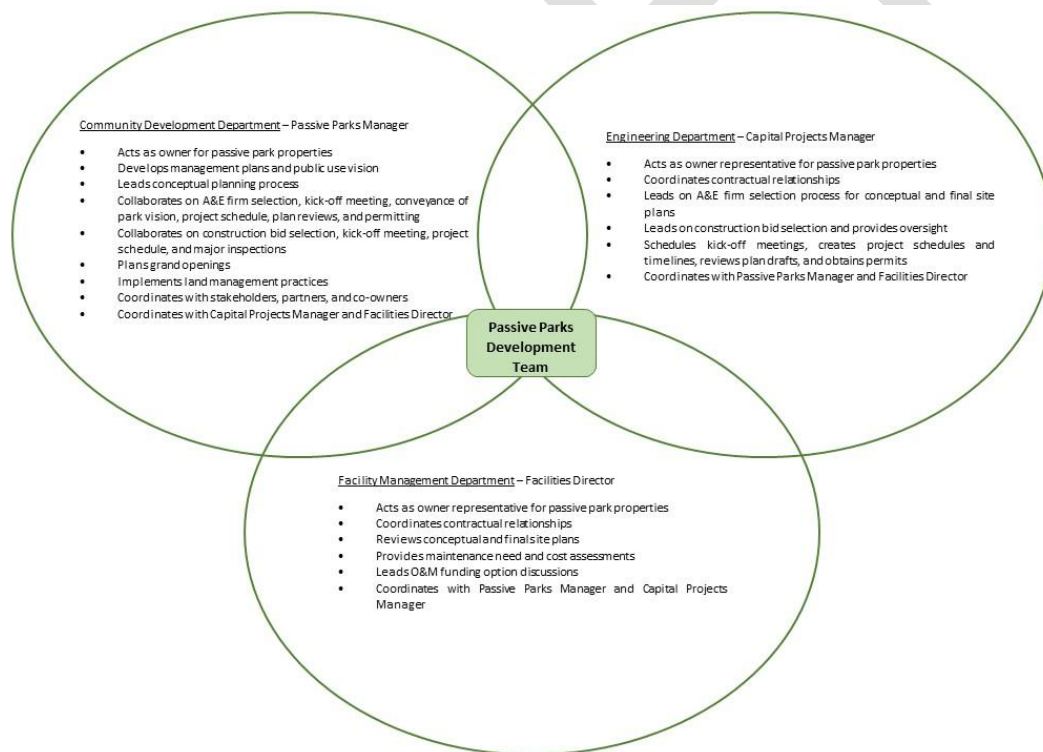 Community Development Department – Passive Parks Manager
• Acts as owner for passive park properties
• Develops management plans and public use vision
• Leads conceptual planning process
• Collaborates on A&E firm selection, kick-off meeting, conveyance of
park vision, project schedule, plan reviews, and permitting
• Collaborates on construction bid selection, kick-off meeting, project
schedule, and major inspections
• Plans grand openings
• Implements land management practices
• Coordinates with stakeholders, partners, and co-owners
• Coordinates with Capital Projects Manager and Facilities Director
Engineering Department – Capital Projects Manager
• Acts as owner representative for passive park properties
• Coordinates contractual relationships
• Leads on A&E firm selection process for conceptual and final site
plans
• Leads on construction bid selection and provides oversight
• Schedules kick-off meetings, creates project schedules and
timelines, reviews plan drafts, and obtains permits
• Coordinates with Passive Parks Manager and Facilities Director
Passive Parks
Development
Team
Facility Management Department – Facilities Director
• Acts as owner representative for passive park properties
• Coordinates contractual relationships
• Reviews conceptual and final site plans
• Provides maintenance need and cost assessments
• Leads O&M funding option discussions
• Coordinates with Passive Parks Manager and Capital Projects
Manager